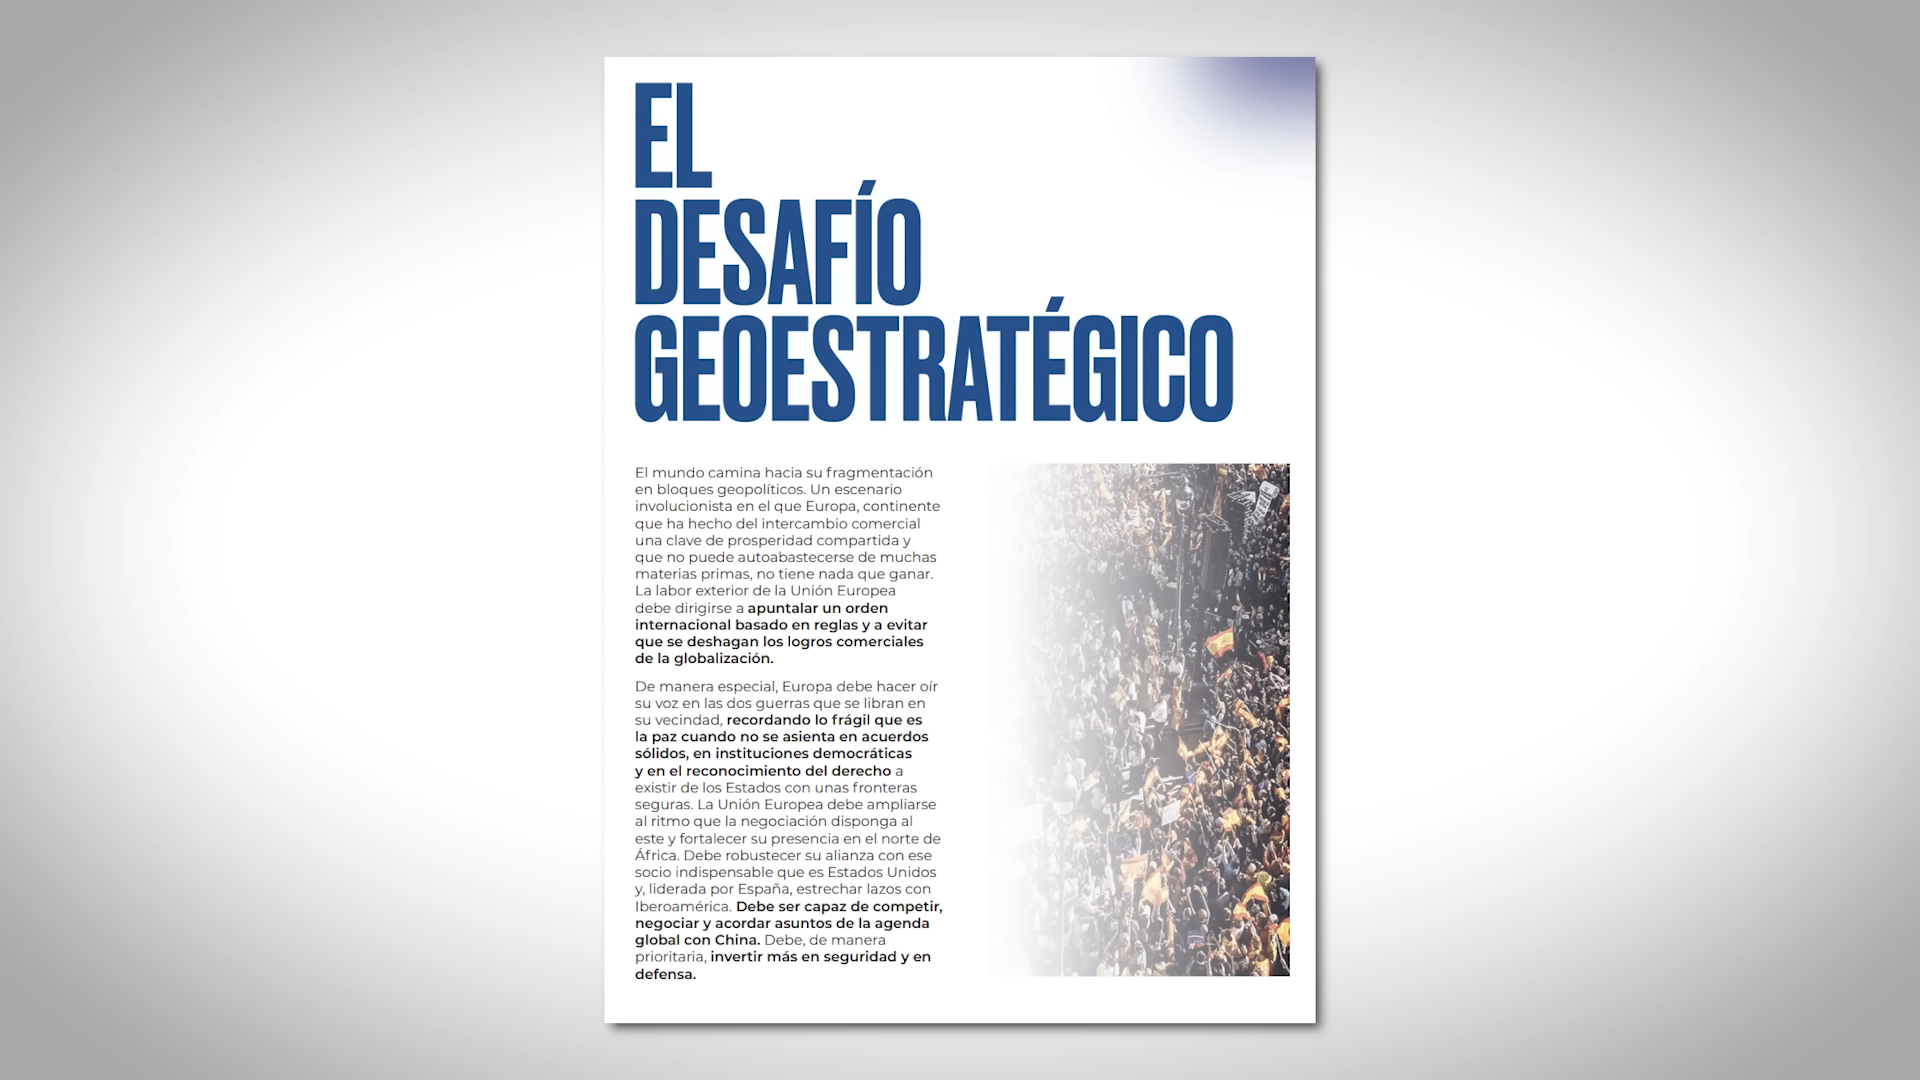 EL
DESAFÍO
GEOESTRATÉGICO
El mundo camina hacia su fragmentación
en bloques geopolíticos. Un escenario
involucionista en el que Europa, continente
que ha hecho del intercambio comercial
una clave de prosperidad compartida y
que no puede autoabastecerse de muchas
materias primas, no tiene nada que ganar.
La labor exterior de la Unión Europea
debe dirigirse a apuntalar un orden
internacional basado en reglas y a evitar
que se deshagan los logros comerciales
de la globalización.
De manera especial, Europa debe hacer oír
su voz en las dos guerras que se libran en
su vecindad, recordando lo frágil que es
la paz cuando no se asienta en acuerdos
sólidos, en instituciones democráticas
y en el reconocimiento del derecho a
existir de los Estados con unas fronteras
seguras. La Unión Europea debe ampliarse
al ritmo que la negociación disponga al
este y fortalecer su presencia en el norte de
África. Debe robustecer su alianza con ese
socio indispensable que es Estados Unidos
y, liderada por España, estrechar lazos con
Iberoamérica. Debe ser capaz de competir,
negociar y acordar asuntos de la agenda
global con China. Debe, de manera
prioritaria, invertir más en seguridad y en
defensa.